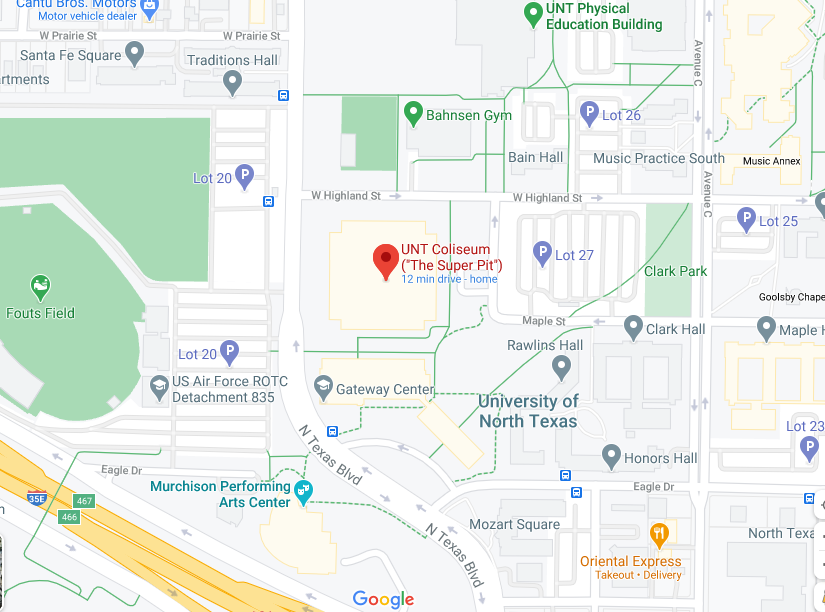 Cantu Bros. Motors
Motor vehicle dealer
UNT Physical
Education Building
W Prairie St
W Prairie St
Santa Fe Square
Traditions Hall
Avenue C
Bahnsen Gym
Lot 26
Bain Hall
Music Practice South
Music Annex
Lot 20
W Highland St
W Highland St
Avenue C
Lot 25
UNT Coliseum
("The Super Pit")
12 min drive - home
Lot 27
Clark Park
Goolsby Chape
Fouts Field
Maple St
Clark Hall
Maple H
Rawlins Hall
Lot 20
US Air Force ROTC
Detachment 835
Gateway Center
University of
North Texas
Lot 23
N Texas Blvd
Honors Hall
Eagle Dr
Eagle Dr
35E
467
466
Murchison Performing
Arts Center
Mozart Square
N Texas Blvd
North Texa
Oriental Express
Takeout • Delivery
Google